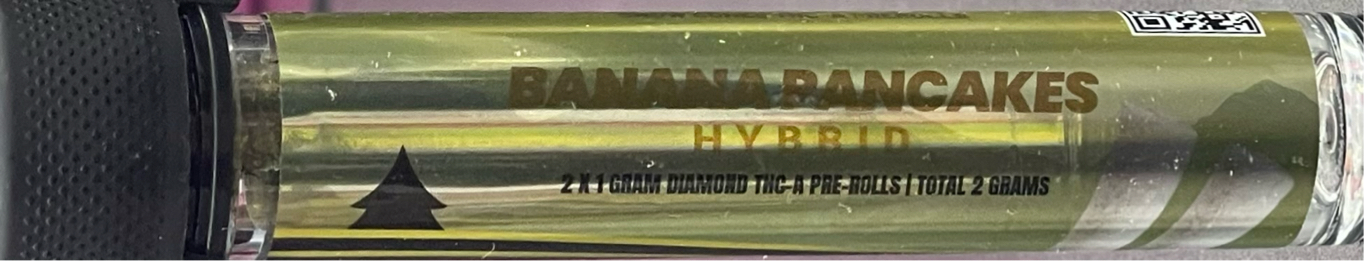 BANANA PANCAKES
HYBRID
2 X 1 GRAM DIAMOND THC-A PRE-ROLLS | TOTAL 2 GRAMS